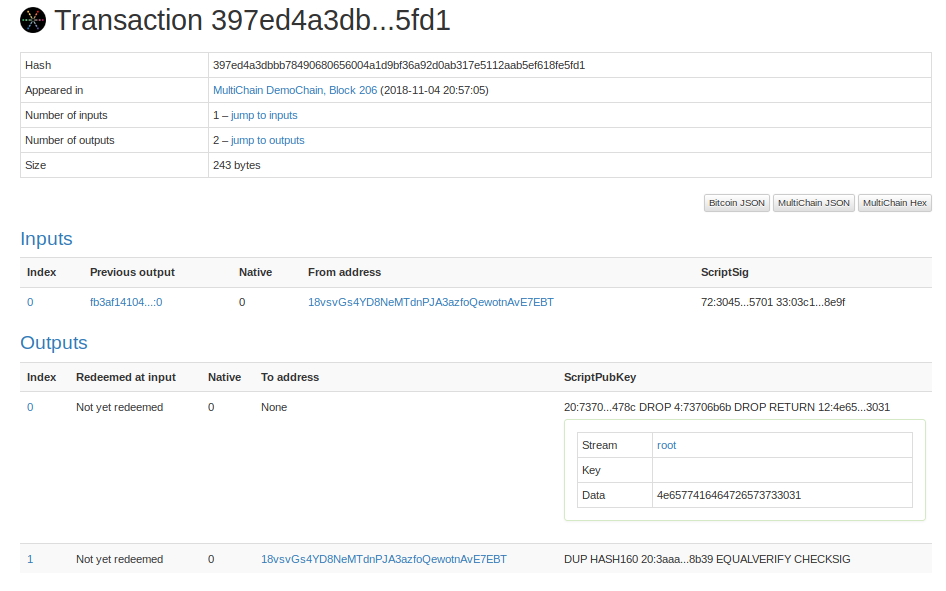 Transaction 397ed4a3db...5fd1
Hash 397ed4a3dbbb78490680656004a1d9bf36a92d0ab317e5112aab5ef618fe5fd1
Appeared in MultiChain DemoChain, Block 206 (2018-11-04 20:57:05)
Number of inputs 1 – jump to inputs
Number of outputs 2 – jump to outputs
Size 243 bytes
Bitcoin JSON MultiChain JSON MultiChain Hex
Inputs
Index Previous output Native From address ScriptSig
0 fb3af14104...:0 0 18vsvGs4YD8NeMTdnPJA3azfoQewotnAvE7EBT 72:3045...5701 33:03c1...8e9f
Outputs
Index Redeemed at input Native To address ScriptPubKey
0 Not yet redeemed 0 None 20:7370...478c DROP 4:73706b6b DROP RETURN 12:4e65...3031
Stream root
Key
Data 4e6577416464726573733031
1 Not yet redeemed 0 18vsvGs4YD8NeMTdnPJA3azfoQewotnAvE7EBT DUP HASH160 20:3aaa...8b39 EQUALVERIFY CHECKSIG